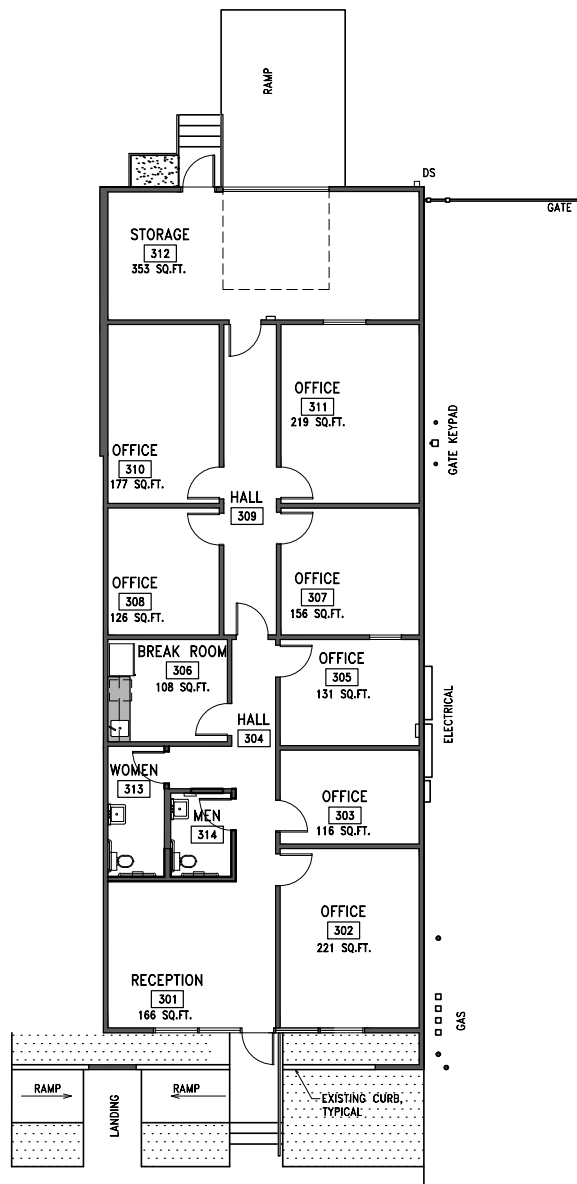 RAMP
DS
GATE
STORAGE
312
353 SQ.FT.
OFFICE
311
219 SQ.FT.
GATE KEYPAD
OFFICE
310
177 SQ.FT.
HALL
309
OFFICE
308
126 SQ.FT.
OFFICE
307
156 SQ.FT.
BREAK ROOM
306
108 SQ.FT.
OFFICE
305
131 SQ.FT.
ELECTRICAL
HALL
304
WOMEN
313
MEN
314
OFFICE
303
116 SQ.FT.
OFFICE
302
221 SQ.FT.
RECEPTION
301
166 SQ.FT.
GAS
RAMP
RAMP
LANDING
EXISTING CURB,
TYPICAL